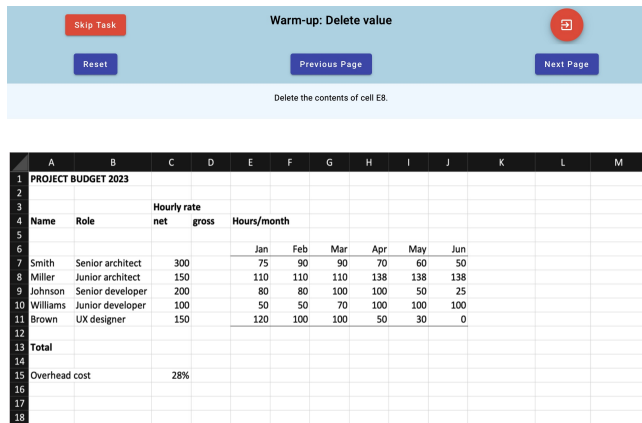 Skip Task Warm-up: Delete value
Reset Previous Page Next Page
Delete the contents of cell E8.
A B C D E F G H I J K L M
1 PROJECT BUDGET 2023
2
3 Hourly rate
4 Name Role net gross Hours/month
5
6 Jan Feb Mar Apr May Jun
7 Smith Senior architect 300 75 90 90 70 60 50
8 Miller Junior architect 150 110 110 110 138 138 138
9 Johnson Senior developer 200 80 80 100 100 50 25
10 Williams Junior developer 100 50 50 70 100 100 100
11 Brown UX designer 150 120 100 100 50 30 0
12
13 Total
14
15 Overhead cost 28%
16
17
18